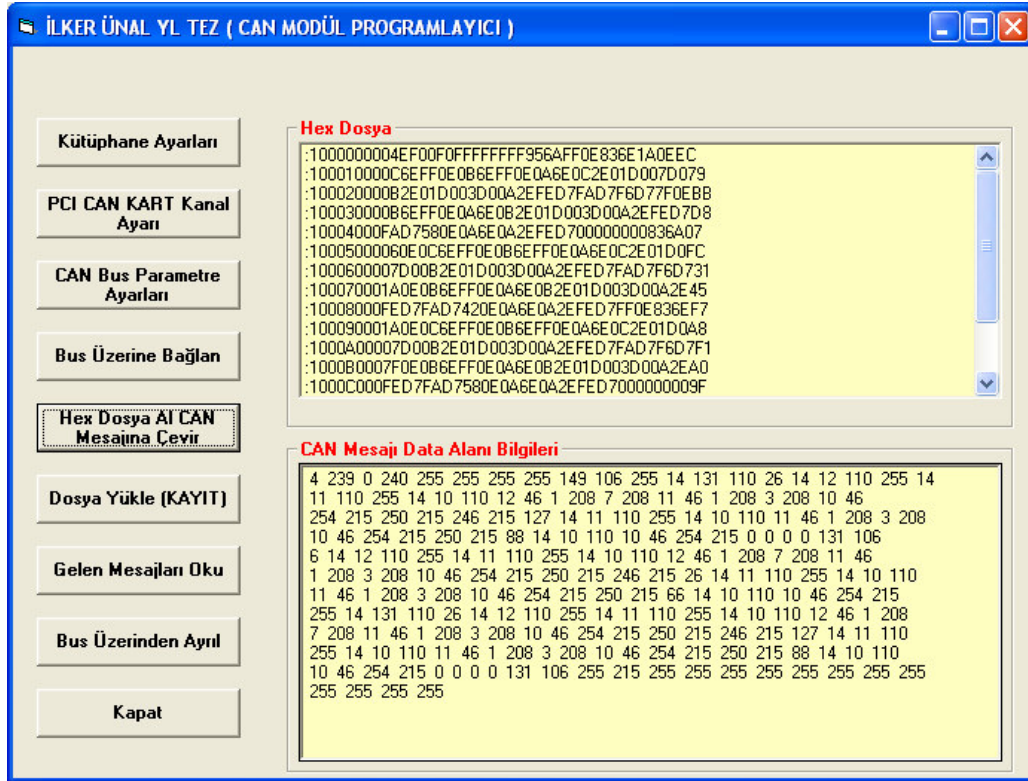 İLKER ÜNAL YL TEZ ( CAN MODÜL PROGRAMLAYICI )
Kütüphane Ayarları
PCI CAN KART Kanal
Ayarı
CAN Bus Parametre
Ayarları
Bus Üzerine Bağlan
Hex Dosya Al CAN
Mesajına Çevir
Dosya Yükle (KAYIT)
Gelen Mesajları Oku
Bus Üzerinden Ayrıl
Kapat
Hex Dosya
:1000000004EF00F0FFFFFFFF956AFF0E836E1A0EEC
:100010000C6EFF0E0B6EFF0E0A6E0C2E01D007D079
:100020000B2E01D003D00A2EFED7FAD7F6D77F0EBB
:100030000B6EFF0E0A6E0B2E01D003D00A2EFED7D8
:10004000FAD7580E0A6E0A2EFED700000000836A07
:10005000060E0C6EFF0E0B6EFF0E0A6E0C2E01D0FC
:1000600007D00B2E01D003D00A2EFED7FAD7F6D731
:100070001A0E0B6EFF0E0A6E0B2E01D003D00A2E45
:10008000FED7FAD7420E0A6E0A2EFED7FF0E836EF7
:100090001A0E0C6EFF0E0B6EFF0E0A6E0C2E01D0A8
:1000A00007D00B2E01D003D00A2EFED7FAD7F6D7F1
:1000B0007F0E0B6EFF0E0A6E0B2E01D003D00A2EA0
:1000C000FED7FAD7580E0A6E0A2EFED7000000009F
CAN Mesajı Data Alanı Bilgileri
4 239 0 240 255 255 255 255 149 106 255 14 131 110 26 14 12 110 255 14
11 110 255 14 10 110 12 46 1 208 7 208 11 46 1 208 3 208 10 46
254 215 250 215 246 215 127 14 11 110 255 14 10 110 11 46 1 208 3 208
10 46 254 215 250 215 88 14 10 110 10 46 254 215 0 0 0 0 131 106
6 14 12 110 255 14 11 110 255 14 10 110 12 46 1 208 7 208 11 46
1 208 3 208 10 46 254 215 250 215 246 215 26 14 11 110 255 14 10 110
11 46 1 208 3 208 10 46 254 215 250 215 66 14 10 110 10 46 254 215
255 14 131 110 26 14 12 110 255 14 11 110 255 14 10 110 12 46 1 208
7 208 11 46 1 208 3 208 10 46 254 215 250 215 246 215 127 14 11 110
255 14 10 110 11 46 1 208 3 208 10 46 254 215 250 215 88 14 10 110
10 46 254 215 0 0 0 0 131 106 255 215 255 255 255 255 255 255 255 255
255 255 255 255